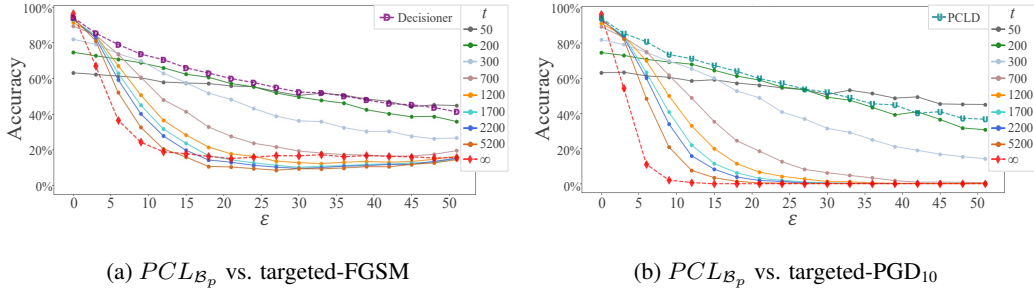 100%
80%
60%
40%
20%
0%
Accuracy
0 5 10 15 20 25 30 35 40 45 50
ε
Decisioner
t
50
200
300
700
1200
1700
2200
5200
∞
(a) PCL_{𝓑_p} vs. targeted-FGSM
100%
80%
60%
40%
20%
0%
Accuracy
0 5 10 15 20 25 30 35 40 45 50
ε
PCLD
t
50
200
300
700
1200
1700
2200
5200
∞
(b) PCL_{𝓑_p} vs. targeted-PGD₁₀